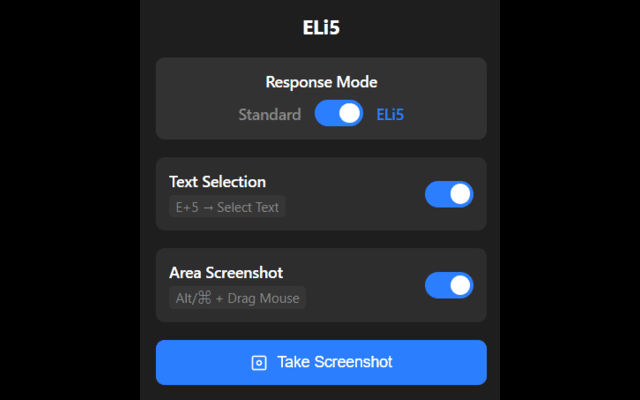 ELi5
Response Mode
Standard ELi5
Text Selection
E+5 → Select Text
Area Screenshot
Alt/⌘ + Drag Mouse
Take Screenshot